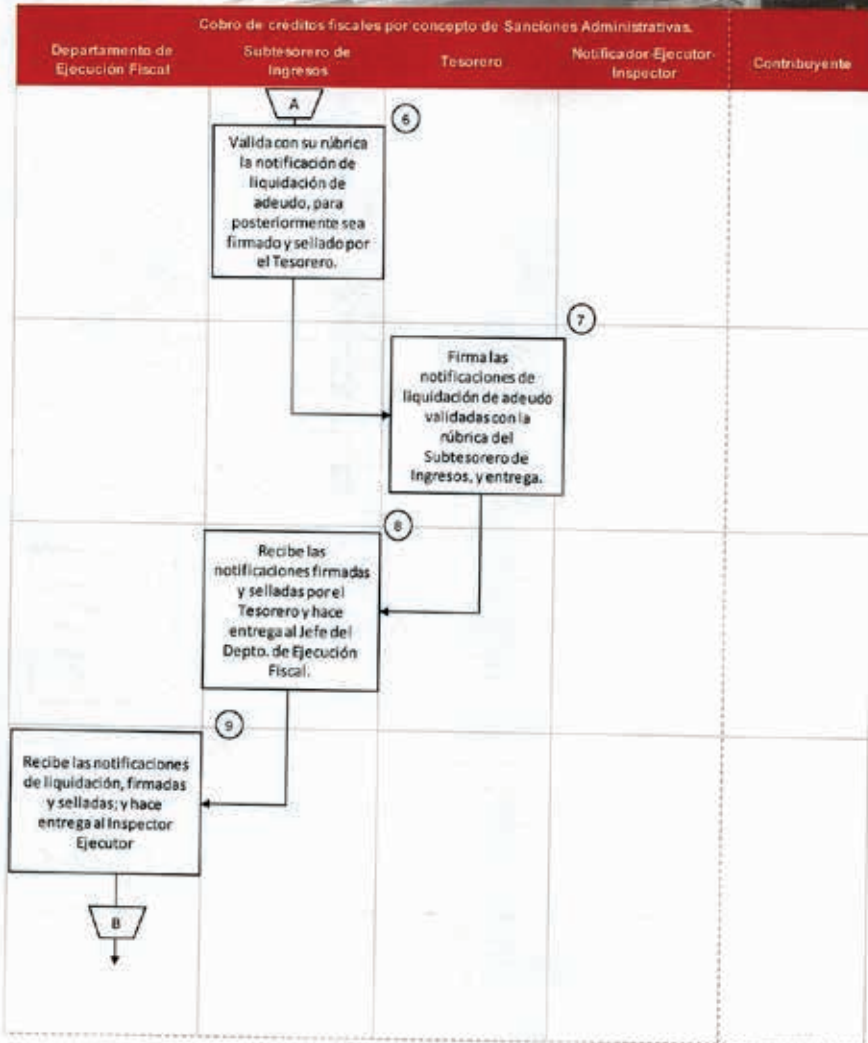 Cobro de créditos fiscales por concepto de Sanciones Administrativas.
Departamento de
Ejecución Fiscal
Subtesorero de
Ingresos
Tesorero
Notificador-Ejecutor-
Inspector
Contribuyente
A
6
Valida con su rúbrica
la notificación de
liquidación de
adeudo, para
posteriormente sea
firmado y sellado por
el Tesorero.
7
Firma las
notificaciones de
liquidación de adeudo
validadas con la
rúbrica del
Subtesorero de
Ingresos, y entrega.
8
Recibe las
notificaciones firmadas
y selladas por el
Tesorero y hace
entrega al Jefe del
Depto. de Ejecución
Fiscal.
9
Recibe las notificaciones
de liquidación, firmadas
y selladas; y hace
entrega al Inspector
Ejecutor
B